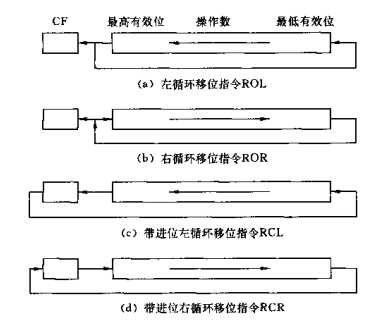 CF 最高有效位 操作数 最低有效位
(a) 左循环移位指令ROL
(b) 右循环移位指令ROR
(c) 带进位左循环移位指令RCL
(d) 带进位右循环移位指令RCR